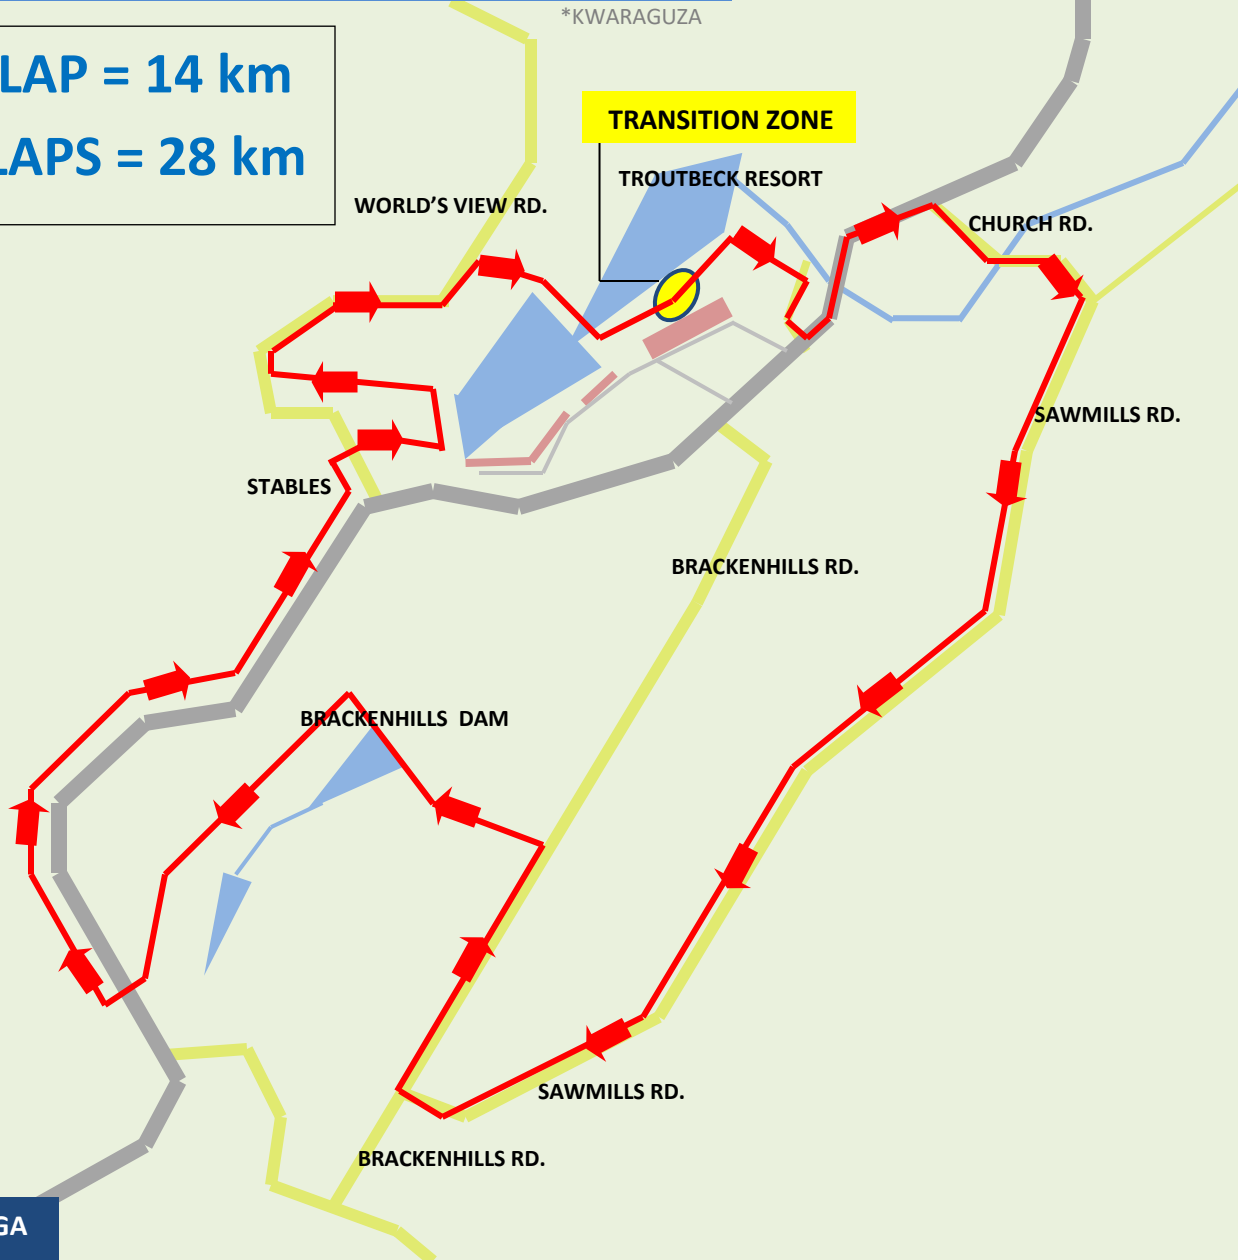 *KWARAGUZA
LAP = 14 km
LAPS = 28 km
TRANSITION ZONE
TROUTBECK RESORT
WORLD'S VIEW RD.
CHURCH RD.
SAWMILLS RD.
STABLES
BRACKENHILLS RD.
BRACKENHILLS DAM
SAWMILLS RD.
BRACKENHILLS RD.
GA